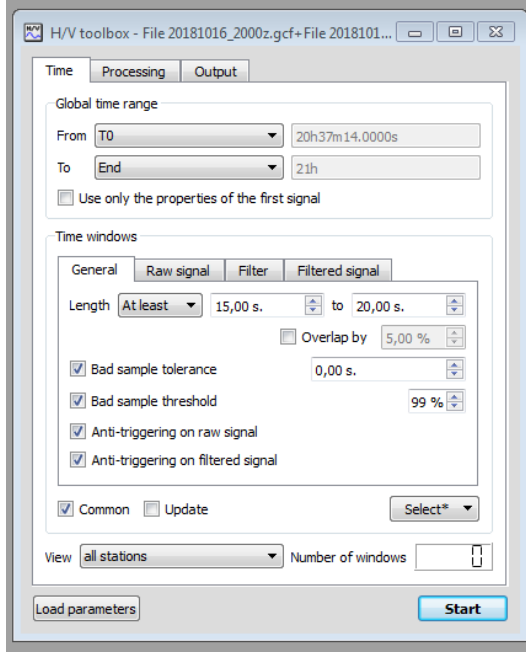 H/V toolbox - File 20181016_2000z.gcf+File 2018101...
Time Processing Output
Global time range
From T0 20h37m14.0000s
To End 21h
Use only the properties of the first signal
Time windows
General Raw signal Filter Filtered signal
Length At least 15,00 s. to 20,00 s.
Overlap by 5,00 %
Bad sample tolerance 0,00 s.
Bad sample threshold 99 %
Anti-triggering on raw signal
Anti-triggering on filtered signal
Common Update Select*
View all stations Number of windows 0
Load parameters Start